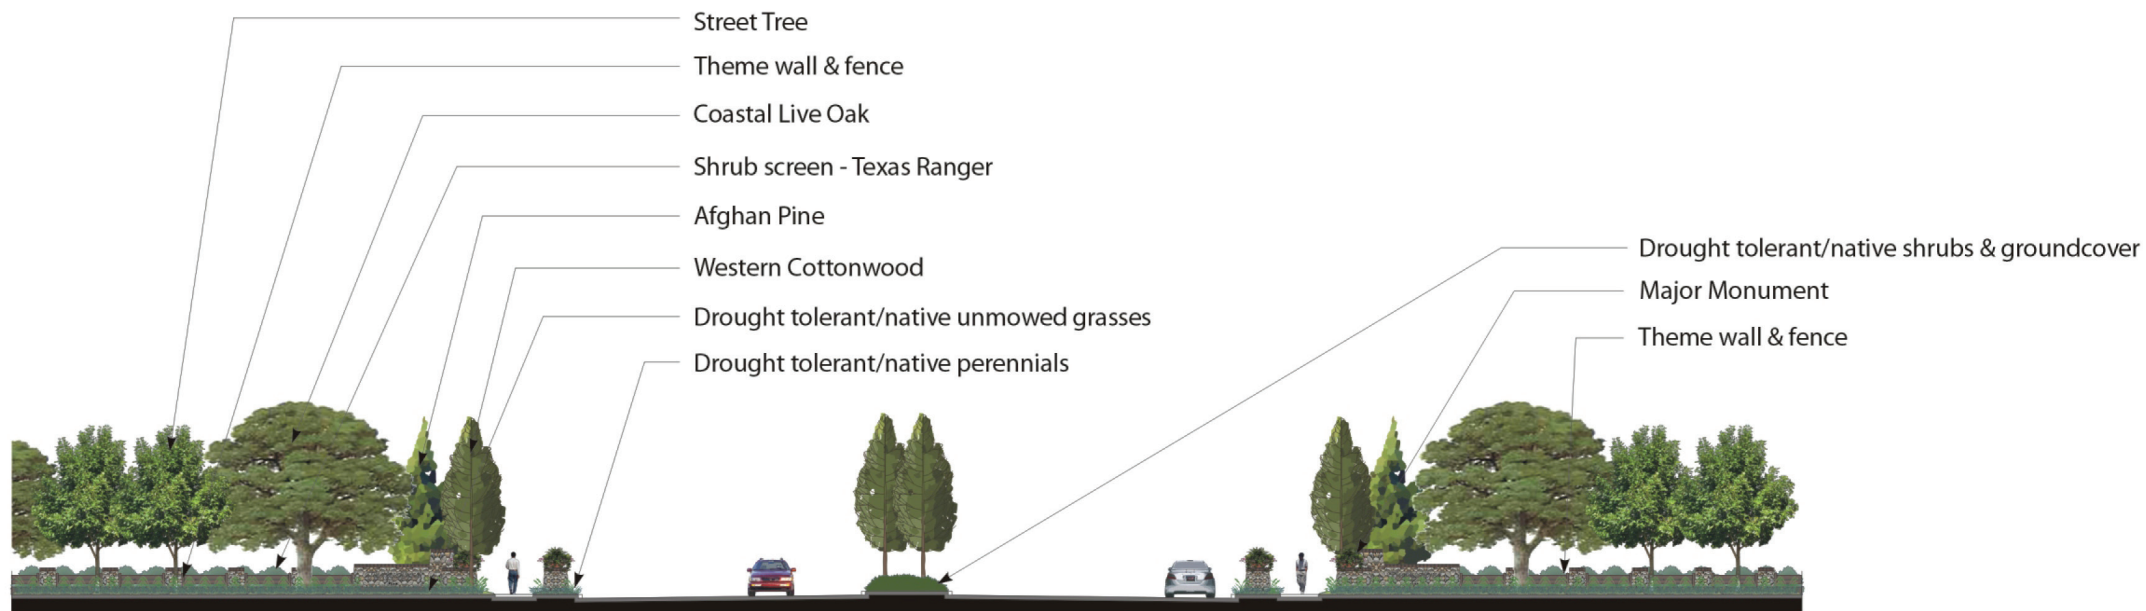 Street Tree
Theme wall & fence
Coastal Live Oak
Shrub screen - Texas Ranger
Afghan Pine
Western Cottonwood
Drought tolerant/native unmowed grasses
Drought tolerant/native perennials
Drought tolerant/native shrubs & groundcover
Major Monument
Theme wall & fence